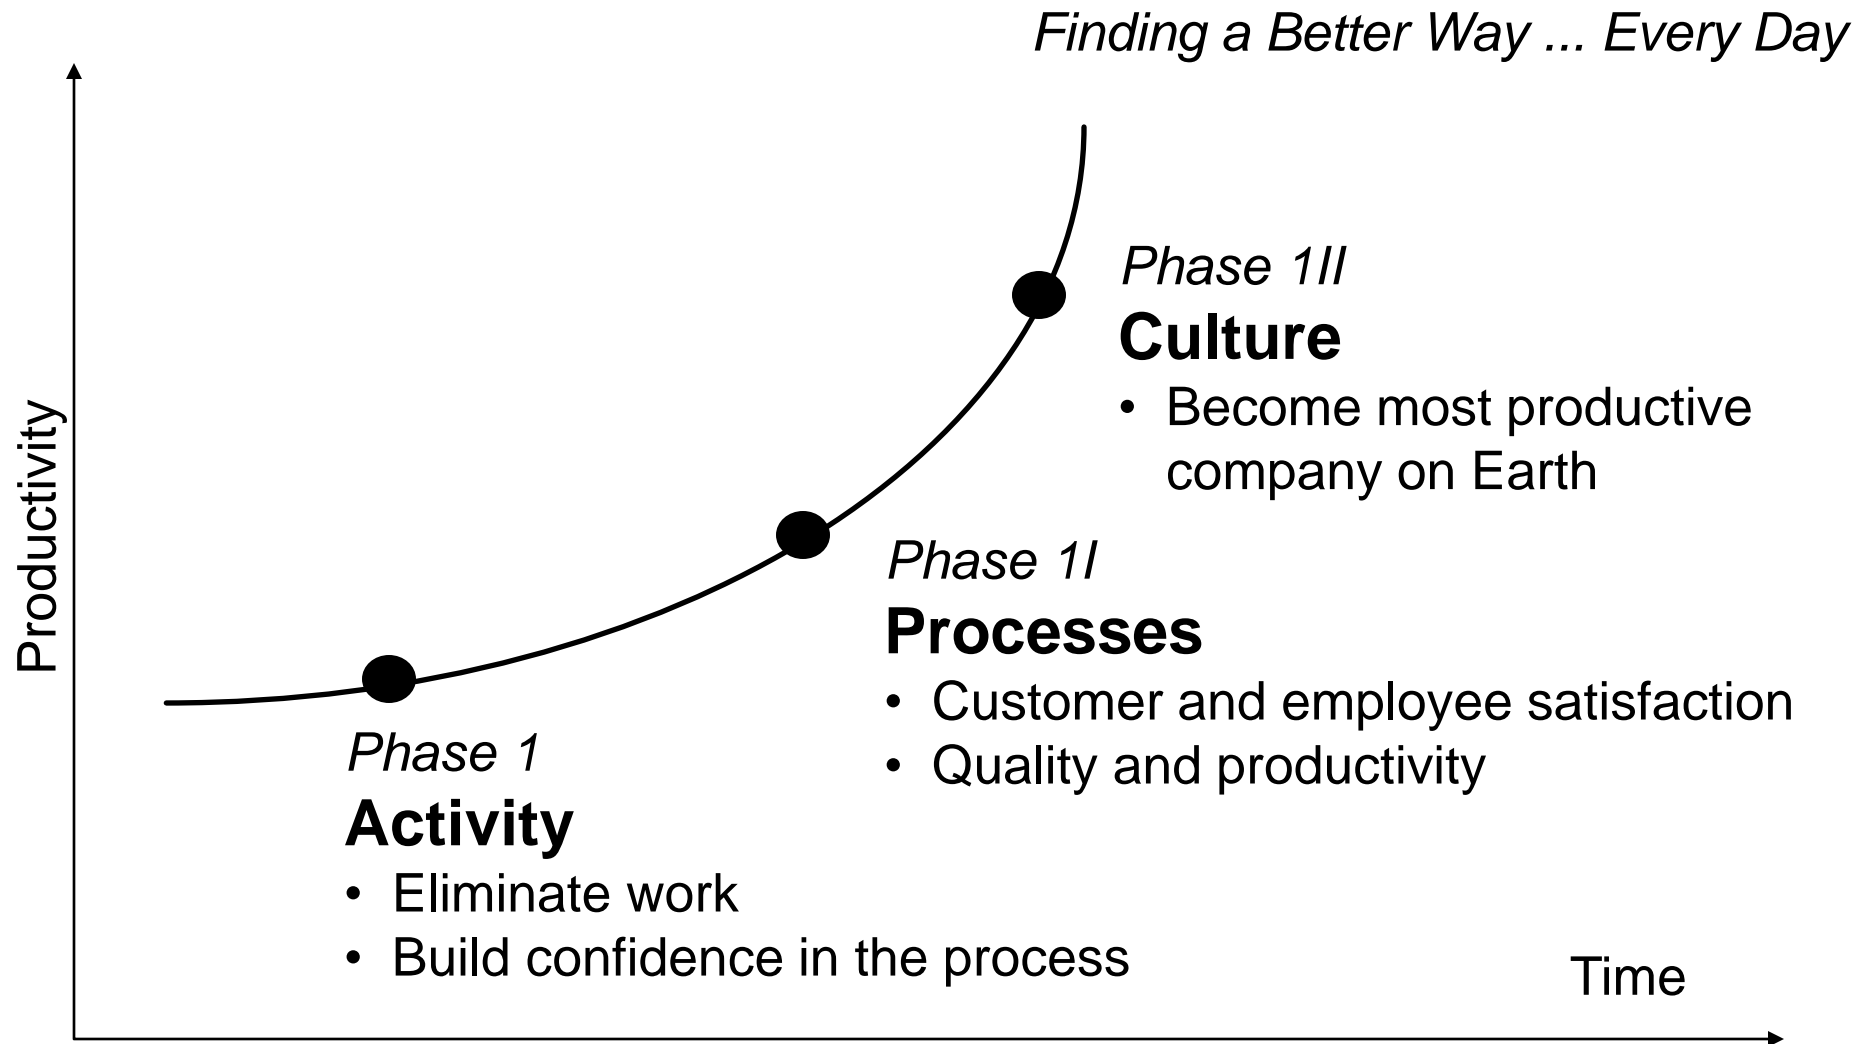 Finding a Better Way ... Every Day
Productivity
Phase 1II
Culture
• Become most productive
company on Earth
Phase 1I
Processes
• Customer and employee satisfaction
• Quality and productivity
Phase 1
Activity
• Eliminate work
• Build confidence in the process
Time